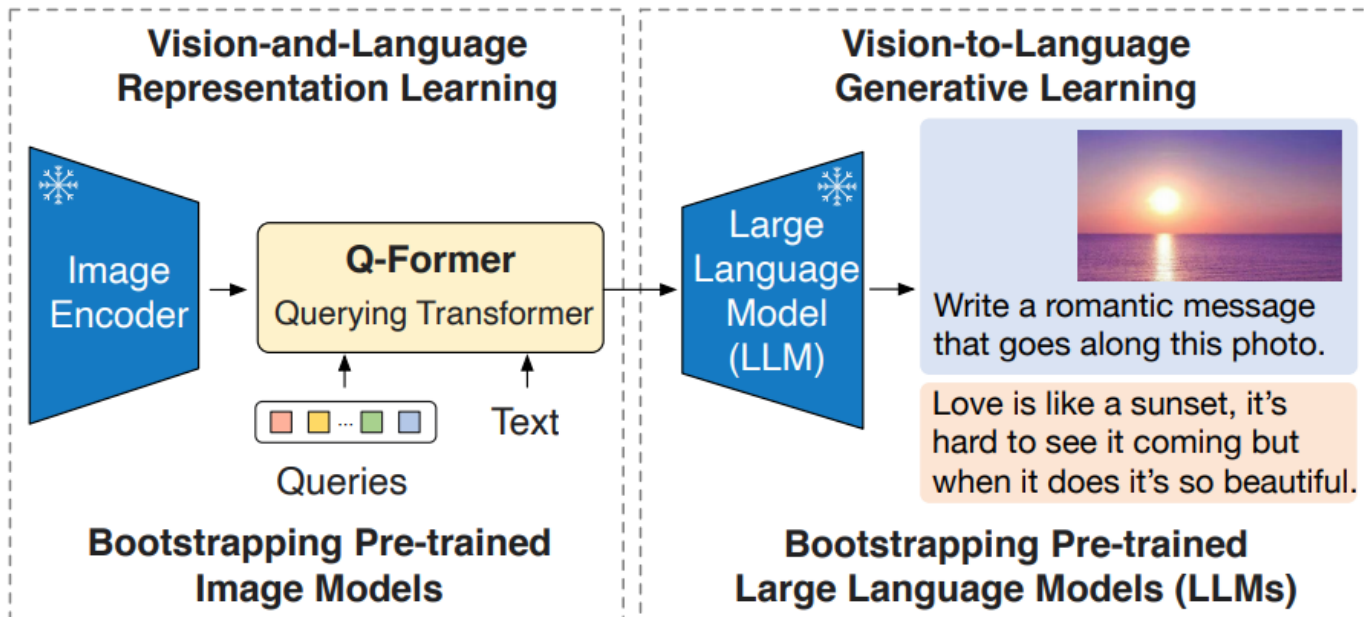 Vision-and-Language
Representation Learning
Image
Encoder
Q-Former
Querying Transformer
...
Queries
Text
Bootstrapping Pre-trained
Image Models
Vision-to-Language
Generative Learning
Large
Language
Model
(LLM)
Write a romantic message
that goes along this photo.
Love is like a sunset, it's
hard to see it coming but
when it does it's so beautiful.
Bootstrapping Pre-trained
Large Language Models (LLMs)